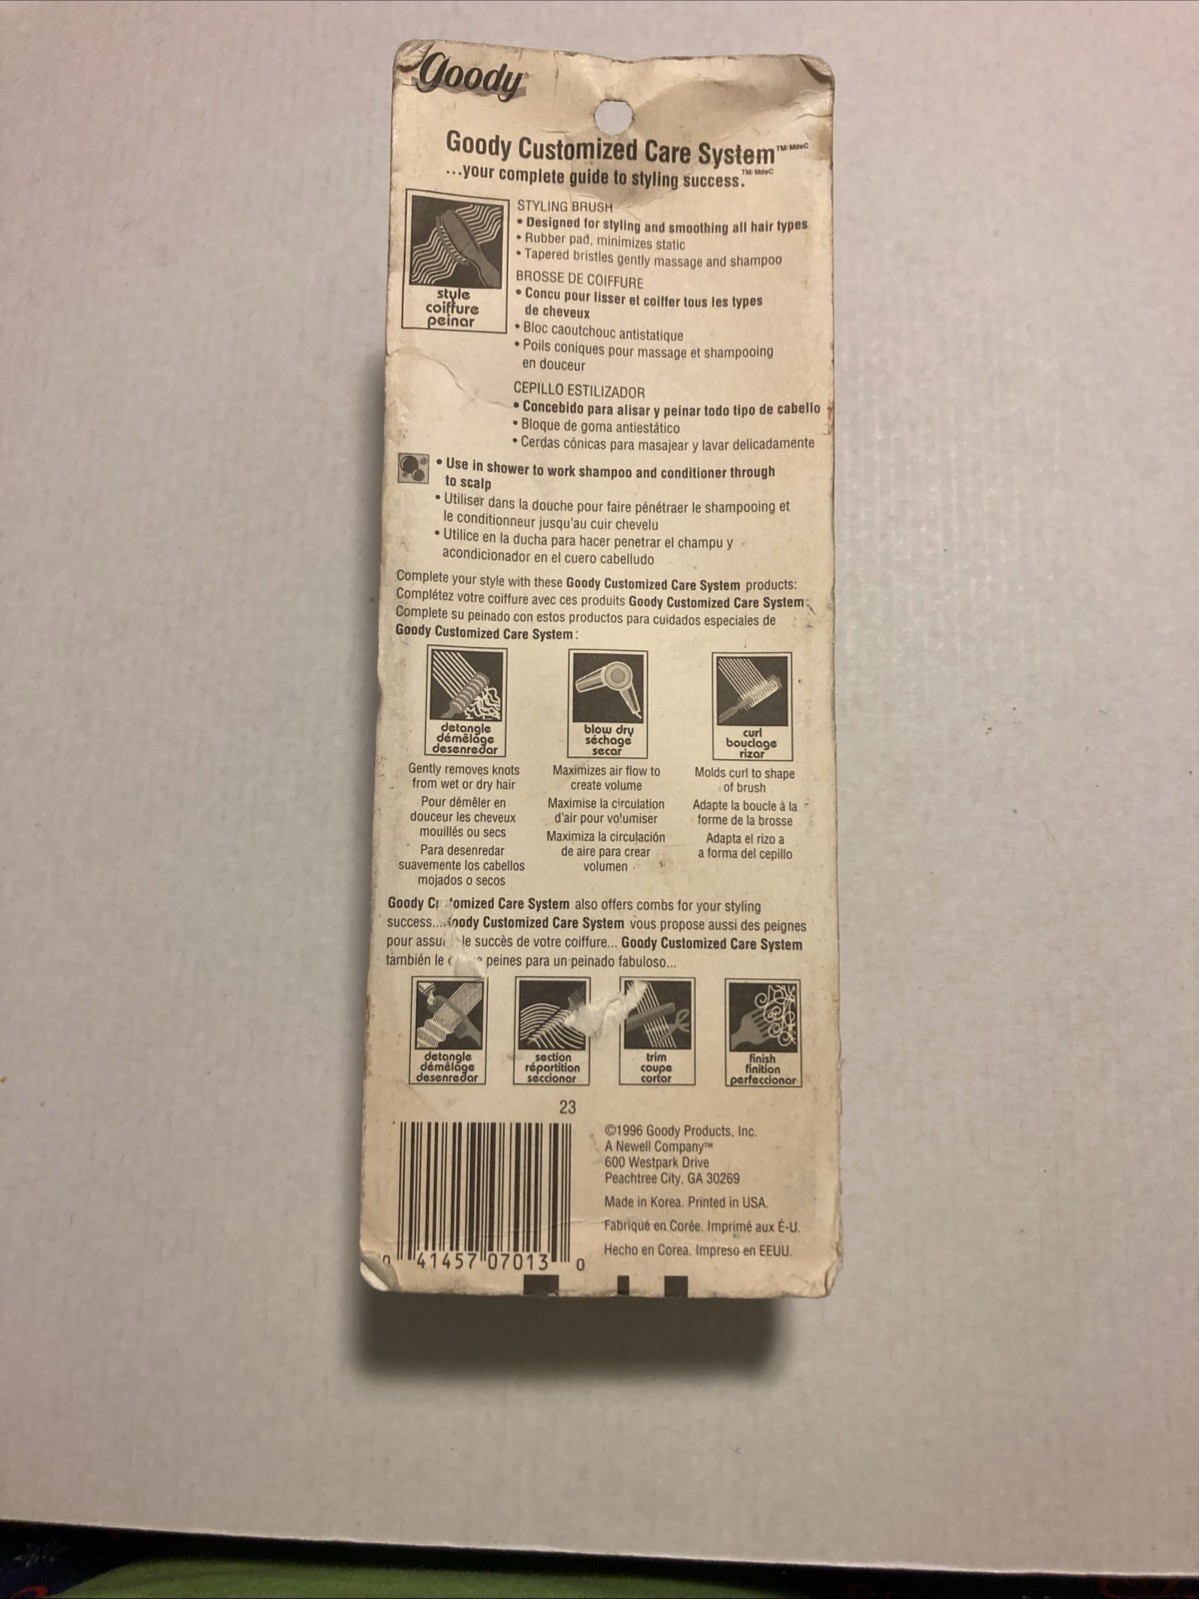 Goody
Goody Customized Care System™ MdeC
...your complete guide to styling success.™ MdeC
STYLING BRUSH
• Designed for styling and smoothing all hair types
• Rubber pad, minimizes static
• Tapered bristles gently massage and shampoo
BROSSE DE COIFFURE
• Concu pour lisser et coiffer tous les types
de cheveux
• Bloc caoutchouc antistatique
• Poils coniques pour massage et shampooing
en douceur
CEPILLO ESTILIZADOR
• Concebido para alisar y peinar todo tipo de cabello
• Bloque de goma antiestático
• Cerdas cónicas para masajear y lavar delicadamente
style
coiffure
peinar
• Use in shower to work shampoo and conditioner through
to scalp
• Utiliser dans la douche pour faire pénétraer le shampooing et
le conditionneur jusqu'au cuir chevelu
• Utilice en la ducha para hacer penetrar el champu y
acondicionador en el cuero cabelludo
Complete your style with these Goody Customized Care System products:
Complétez votre coiffure avec ces produits Goody Customized Care System:
Complete su peinado con estos productos para cuidados especiales de
Goody Customized Care System:
detangle
démêlage
desenredar
Gently removes knots
from wet or dry hair
Pour démêler en
douceur les cheveux
mouillés ou secs
Para desenredar
suavemente los cabellos
mojados o secos
blow dry
séchage
secar
Maximizes air flow to
create volume
Maximise la circulation
d'air pour volumiser
Maximiza la circulación
de aire para crear
volumen
curl
bouclage
rizar
Molds curl to shape
of brush
Adapte la boucle à la
forme de la brosse
Adapta el rizo a
a forma del cepillo
Goody Care System also offers combs for your styling
success... Customized Care System vous propose aussi des peignes
pour le succès de votre coiffure... Goody Customized Care System
también le peines para un peinado fabuloso...
detangle
démêlage
desenredar
section
répartition
seccionar
trim
coupe
cortar
finish
finition
perfeccionar
23
0 41457 07013 0
©1996 Goody Products, Inc.
A Newell Company™
600 Westpark Drive
Peachtree City, GA 30269
Made in Korea. Printed in USA.
Fabriqué en Corée. Imprimé aux É-U.
Hecho en Corea. Impreso en EEUU.